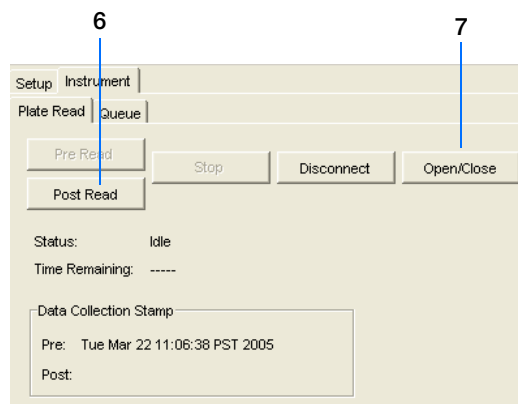 6
7
Setup Instrument
Plate Read Queue
Pre Read
Stop Disconnect Open/Close
Post Read
Status: Idle
Time Remaining: -----
Data Collection Stamp
Pre: Tue Mar 22 11:06:38 PST 2005
Post: